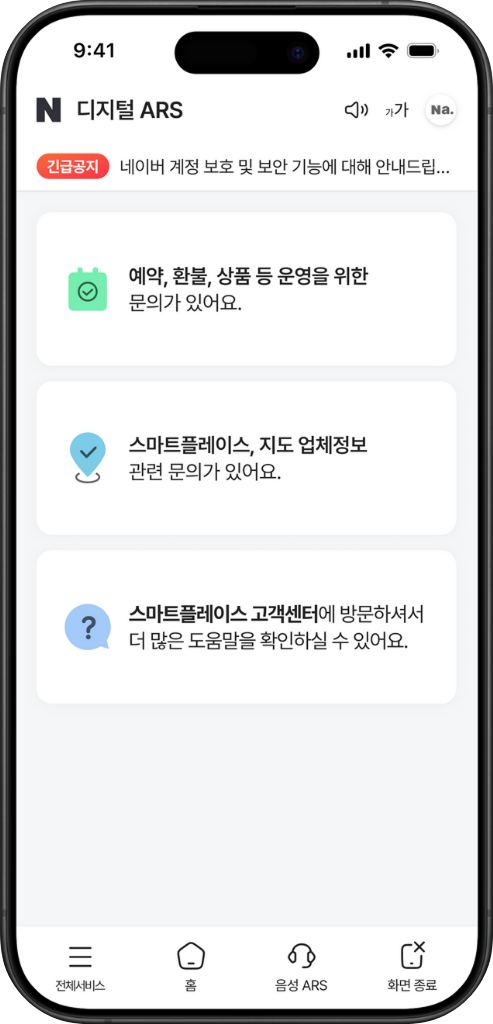 9:41
N 디지털 ARS 가가 Na.
긴급공지 네이버 계정 보호 및 보안 기능에 대해 안내드립...
예약, 환불, 상품 등 운영을 위한
문의가 있어요.
스마트플레이스, 지도 업체정보
관련 문의가 있어요.
?
스마트플레이스 고객센터에 방문하셔서
더 많은 도움말을 확인하실 수 있어요.
전체서비스 홈 음성 ARS 화면 종료